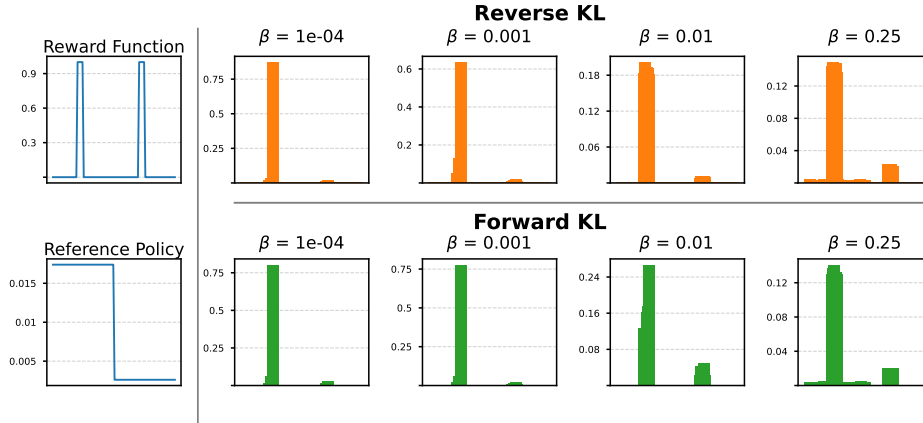 Reverse KL
Reward Function
β = 1e-04
β = 0.001
β = 0.01
β = 0.25
0.9
0.6
0.3
0.75
0.5
0.25
0.6
0.4
0.2
0.18
0.12
0.06
0.12
0.08
0.04
Forward KL
Reference Policy
β = 1e-04
β = 0.001
β = 0.01
β = 0.25
0.015
0.01
0.005
0.75
0.5
0.25
0.75
0.5
0.25
0.24
0.16
0.08
0.12
0.08
0.04